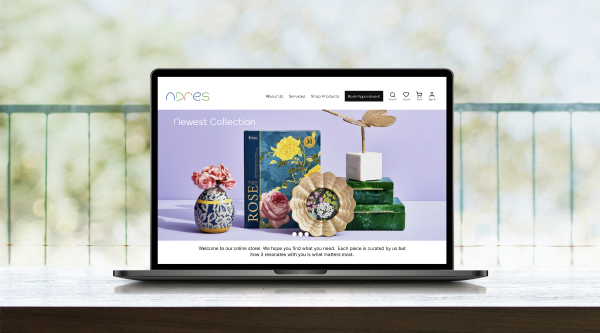 nores
About Us Services Shop Products Book Appointment
Newest Collection
ROSE
Welcome to our online store! We hope you find what you need. Each piece is curated by us but
how it resonates with you is what matters most.